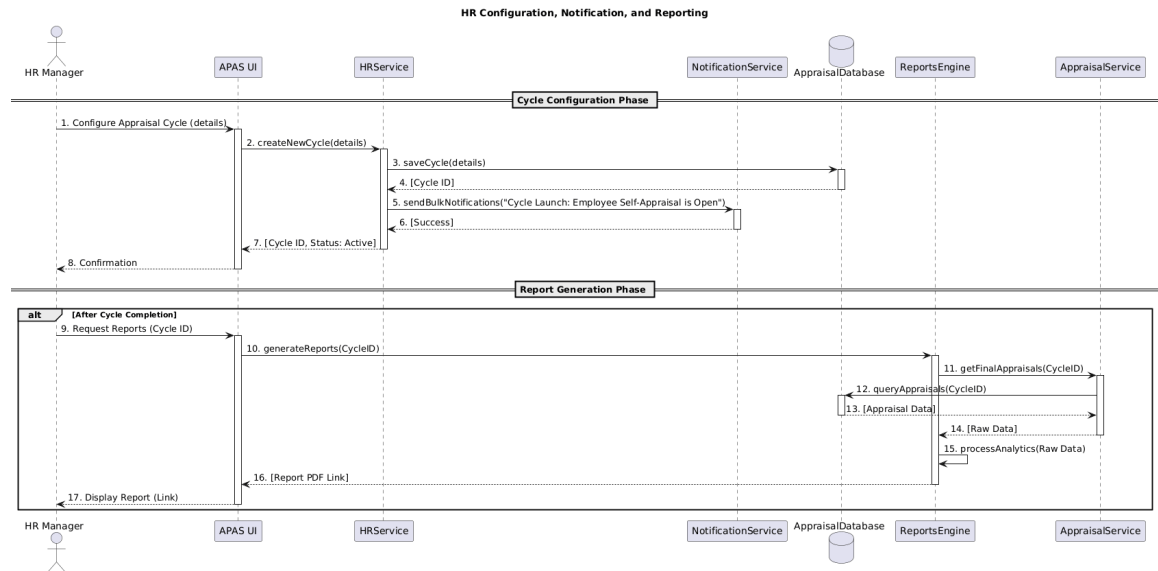 HR Configuration, Notification, and Reporting
HR Manager
APAS UI
HRService
NotificationService
AppraisalDatabase
ReportsEngine
AppraisalService
Cycle Configuration Phase
1. Configure Appraisal Cycle (details)
2. createNewCycle(details)
3. saveCycle(details)
4. [Cycle ID]
5. sendBulkNotifications("Cycle Launch: Employee Self-Appraisal is Open")
6. [Success]
7. [Cycle ID, Status: Active]
8. Confirmation
Report Generation Phase
alt [After Cycle Completion]
9. Request Reports (Cycle ID)
10. generateReports(CycleID)
11. getFinalAppraisals(CycleID)
12. queryAppraisals(CycleID)
13. [Appraisal Data]
14. [Raw Data]
15. processAnalytics(Raw Data)
16. [Report PDF Link]
17. Display Report (Link)
HR Manager
APAS UI
HRService
NotificationService
AppraisalDatabase
ReportsEngine
AppraisalService